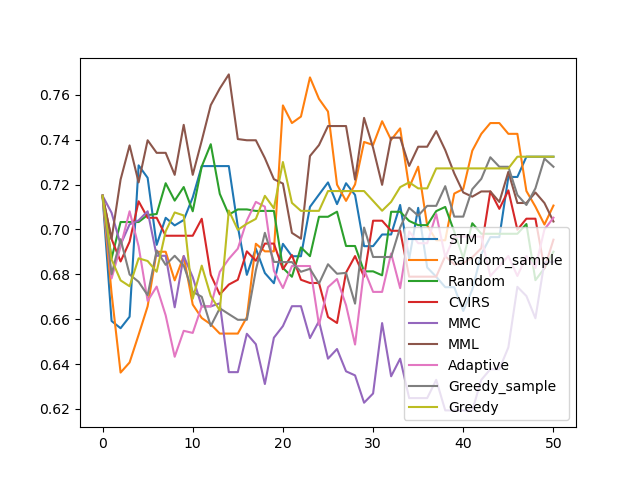 0.76
0.74
0.72
0.70
0.68
0.66
0.64
0.62
0
10
20
30
40
50
STM
Random_sample
Random
CVIRS
MMC
MML
Adaptive
Greedy_sample
Greedy